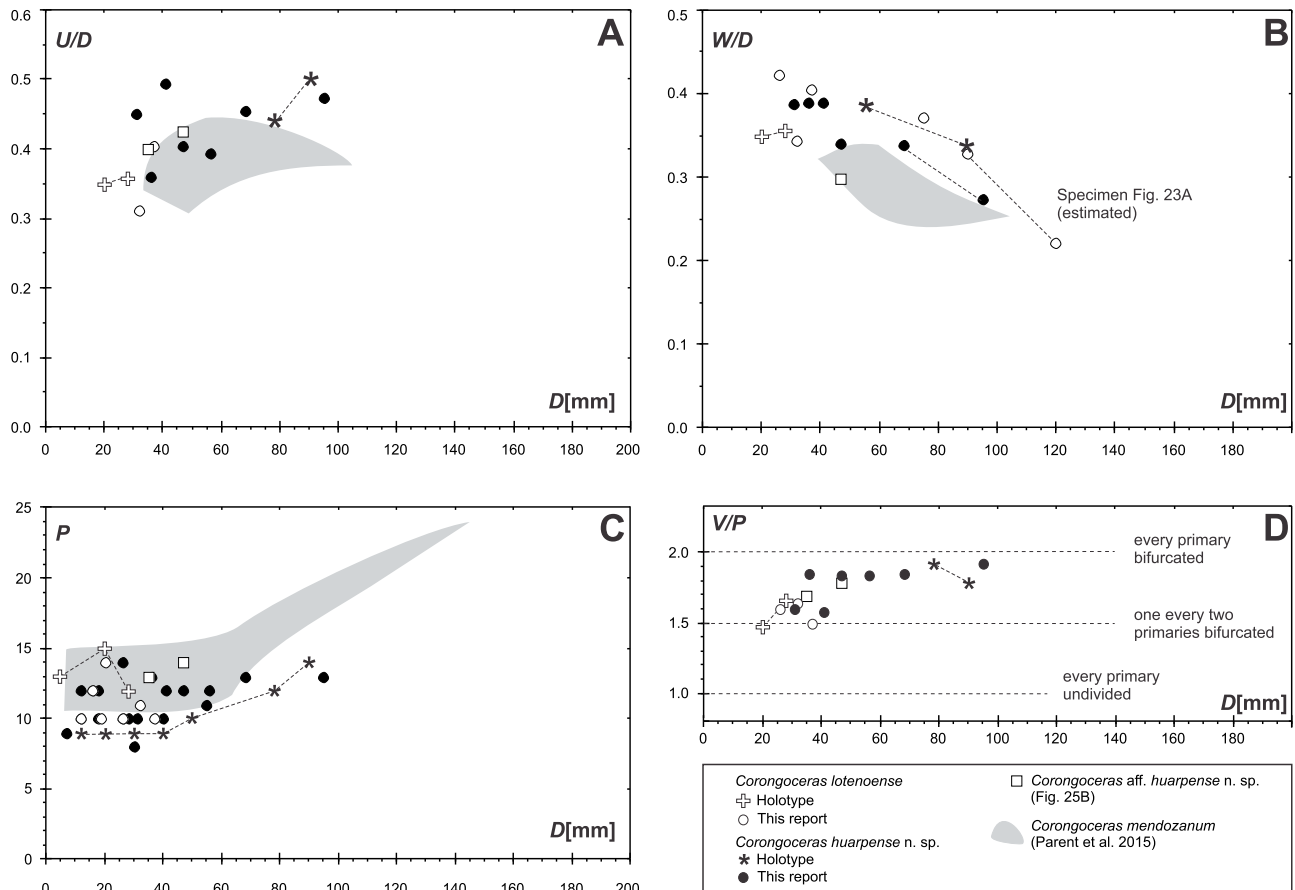 A
U/D
0.6
0.5
0.4
0.3
0.2
0.1
0.0
D[mm]
0 20 40 60 80 100 120 140 160 180 200
B
W/D
0.5
0.4
0.3
0.2
0.1
0.0
Specimen Fig. 23A
(estimated)
D[mm]
0 20 40 60 80 100 120 140 160 180
C
P
25
20
15
10
5
0
D[mm]
0 20 40 60 80 100 120 140 160 180 200
D
V/P
2.0
1.5
1.0
every primary
bifurcated
one every two
primaries bifurcated
every primary
undivided
D[mm]
0 20 40 60 80 100 120 140 160 180
Corongoceras lotenoense
Holotype
This report
Corongoceras huarpense n. sp.
Holotype
This report
Corongoceras aff. huarpense n. sp.
(Fig. 25B)
Corongoceras mendozanum
(Parent et al. 2015)